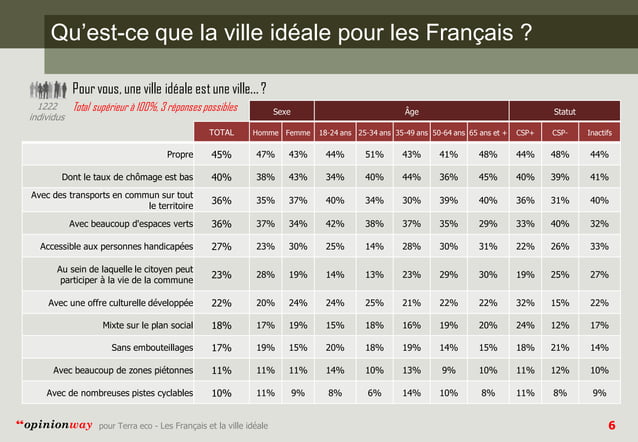 Qu’est-ce que la ville idéale pour les Français ?
Pour vous, une ville idéale est une ville... ?
1222
individus
Total supérieur à 100%, 3 réponses possibles
Sexe Âge Statut
TOTAL Homme Femme 18-24 ans 25-34 ans 35-49 ans 50-64 ans 65 ans et + CSP+ CSP- Inactifs
Propre 45% 47% 43% 44% 51% 43% 41% 48% 44% 48% 44%
Dont le taux de chômage est bas 40% 38% 43% 34% 40% 44% 36% 45% 40% 39% 41%
Avec des transports en commun sur tout
le territoire 36% 35% 37% 40% 34% 30% 39% 40% 36% 31% 40%
Avec beaucoup d'espaces verts 36% 37% 34% 42% 38% 37% 35% 29% 33% 40% 32%
Accessible aux personnes handicapées 27% 23% 30% 25% 14% 28% 30% 31% 22% 26% 33%
Au sein de laquelle le citoyen peut
participer à la vie de la commune 23% 28% 19% 14% 13% 23% 29% 30% 19% 25% 27%
Avec une offre culturelle développée 22% 20% 24% 24% 25% 21% 22% 22% 32% 15% 22%
Mixte sur le plan social 18% 17% 19% 15% 18% 16% 19% 20% 24% 12% 17%
Sans embouteillages 17% 19% 15% 20% 18% 19% 14% 15% 18% 21% 14%
Avec beaucoup de zones piétonnes 11% 11% 11% 14% 10% 13% 9% 10% 11% 12% 10%
Avec de nombreuses pistes cyclables 10% 11% 9% 8% 6% 14% 10% 8% 11% 8% 9%
“opinionway pour Terra eco - Les Français et la ville idéale 6